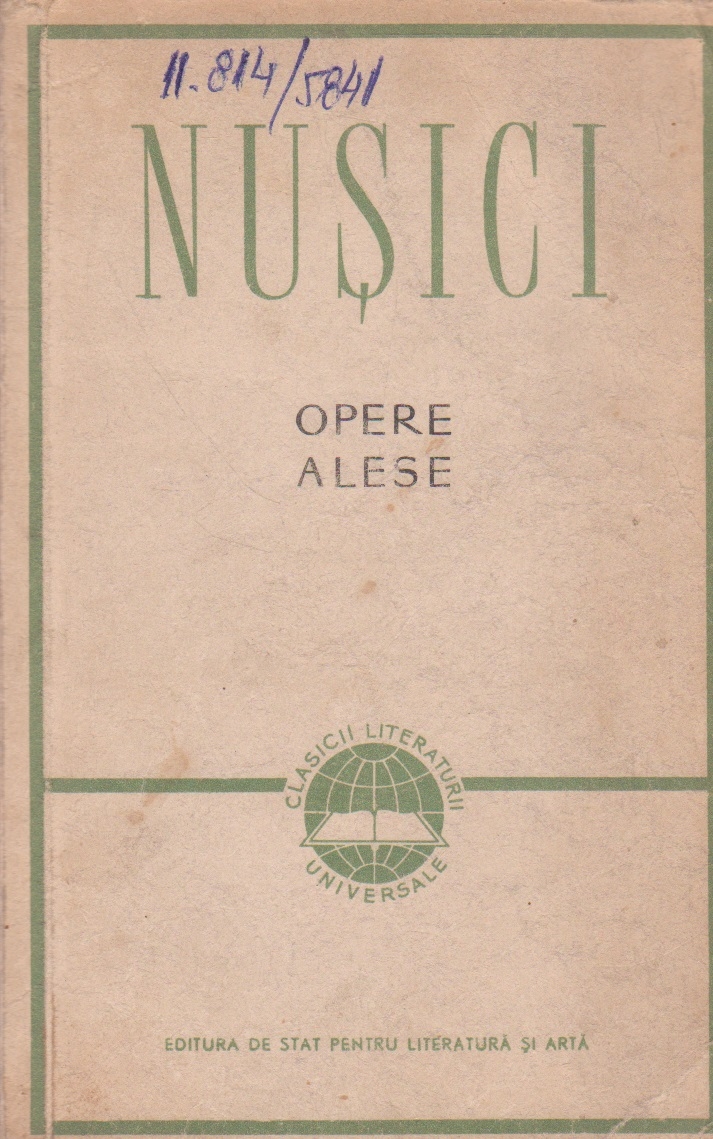 11.814/5841
NUȘICI
OPERE
ALESE
CLASICII LITERATURII
UNIVERSALE
EDITURA DE STAT PENTRU LITERATURĂ ȘI ARTĂ